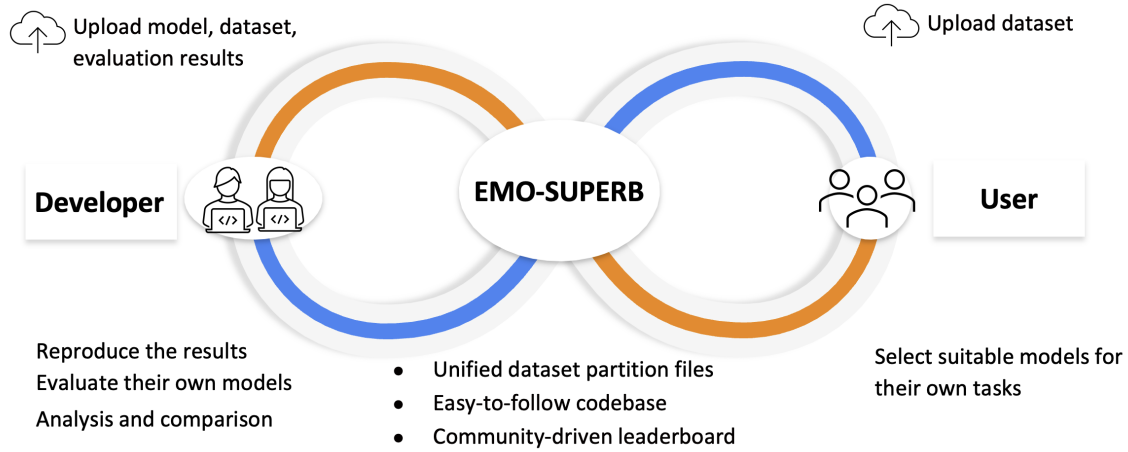 Upload model, dataset,
evaluation results
Upload dataset
Developer
</>
</>
EMO-SUPERB
User
Reproduce the results
Evaluate their own models
Analysis and comparison
● Unified dataset partition files
● Easy-to-follow codebase
● Community-driven leaderboard
Select suitable models for
their own tasks